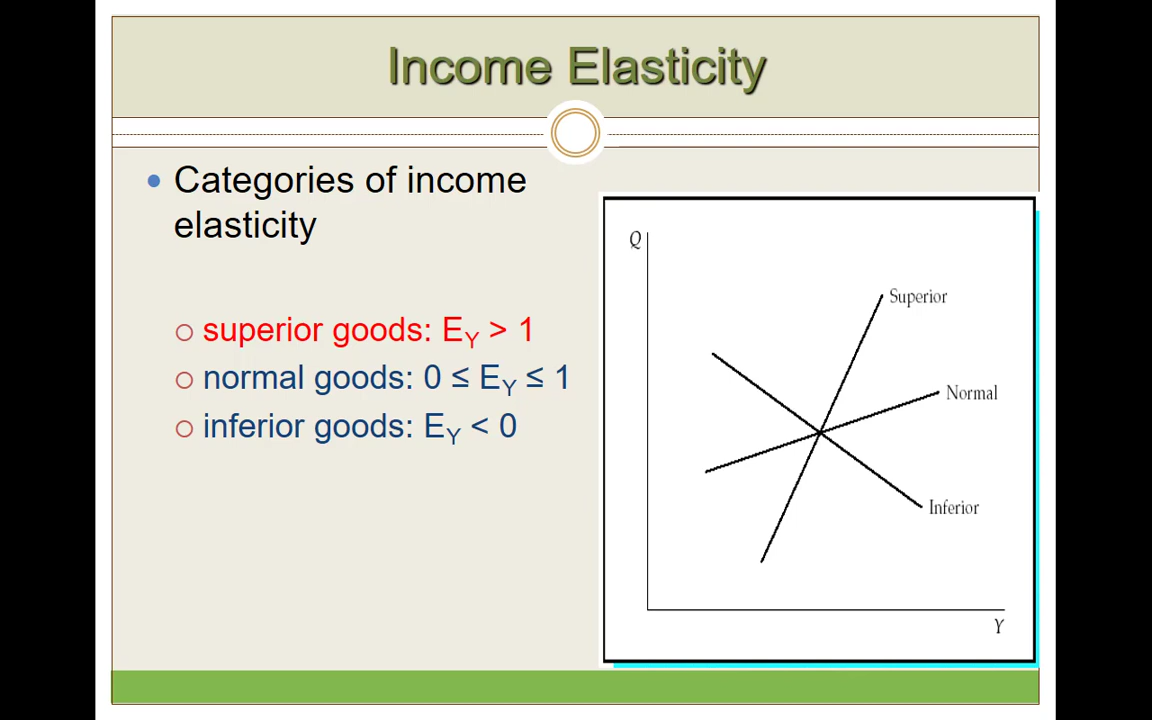 Income Elasticity
Categories of income
elasticity
superior goods: E_Y > 1
normal goods: 0 ≤ E_Y ≤ 1
inferior goods: E_Y < 0
Q
Superior
Normal
Inferior
Y